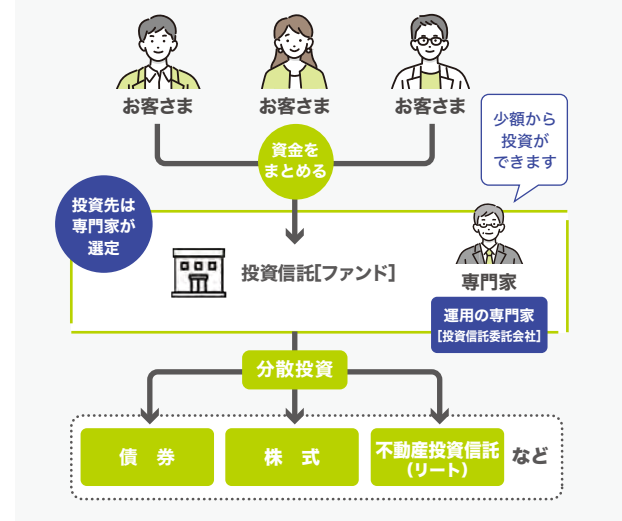 お客さま
お客さま
お客さま
少額から
投資が
できます
資金を
まとめる
投資先は
専門家が
選定
投資信託[ファンド]
専門家
運用の専門家
[投資信託委託会社]
分散投資
債 券
株 式
不動産投資信託
(リート)
など